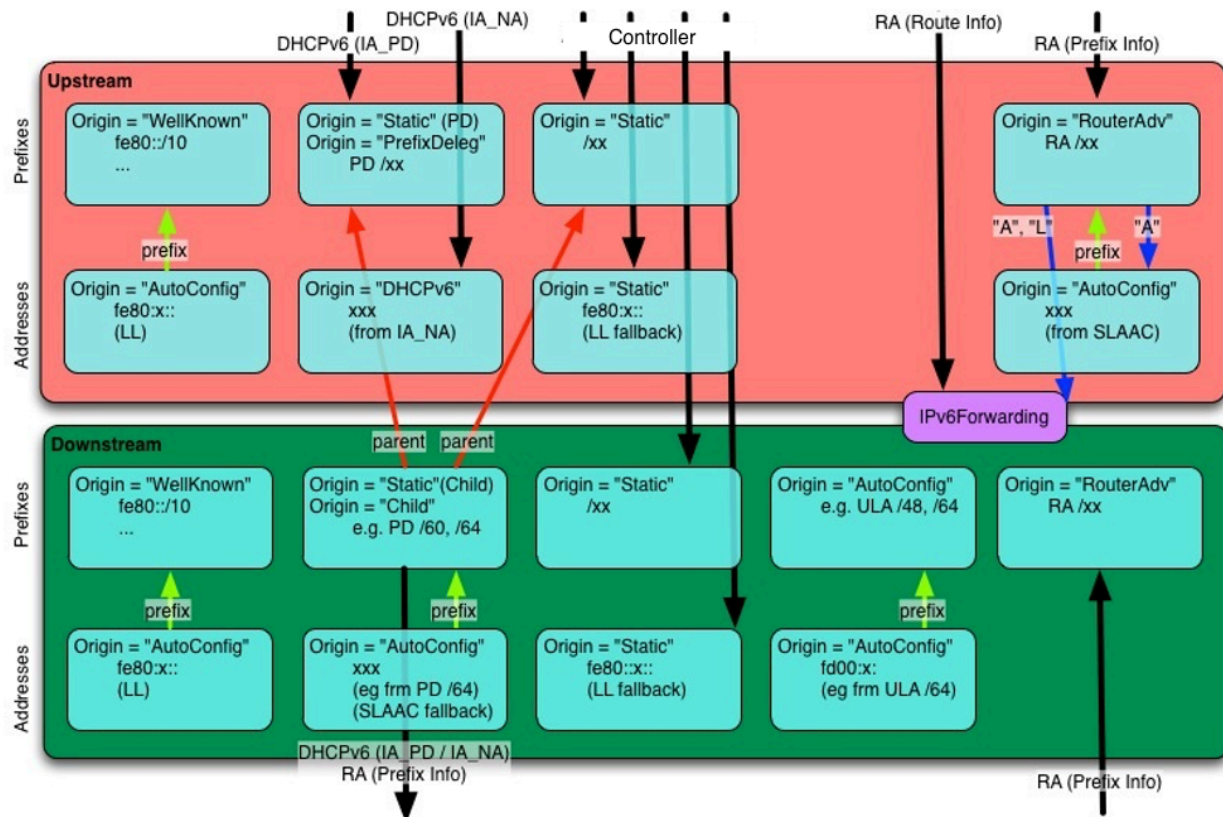 DHCPv6 (IA_PD)
DHCPv6 (IA_NA)
Controller
RA (Route Info)
RA (Prefix Info)
Upstream
Prefixes
Origin = "WellKnown"
fe80::/10
...
Origin = "Static" (PD)
Origin = "PrefixDeleg"
PD /xx
Origin = "Static"
/xx
Origin = "RouterAdv"
RA /xx
prefix
"A", "L"
prefix
"A"
Addresses
Origin = "AutoConfig"
fe80:x::
(LL)
Origin = "DHCPv6"
xxx
(from IA_NA)
Origin = "Static"
fe80:x::
(LL fallback)
Origin = "AutoConfig"
xxx
(from SLAAC)
IPv6Forwarding
Downstream
parent
parent
Prefixes
Origin = "WellKnown"
fe80::/10
...
Origin = "Static"(Child)
Origin = "Child"
e.g. PD /60, /64
Origin = "Static"
/xx
Origin = "AutoConfig"
e.g. ULA /48, /64
Origin = "RouterAdv"
RA /xx
prefix
prefix
prefix
Addresses
Origin = "AutoConfig"
fe80:x::
(LL)
Origin = "AutoConfig"
xxx
(eg frm PD /64)
(SLAAC fallback)
Origin = "Static"
fe80::x::
(LL fallback)
Origin = "AutoConfig"
fd00:x:
(eg frm ULA /64)
DHCPv6 (IA_PD / IA_NA)
RA (Prefix Info)
RA (Prefix Info)